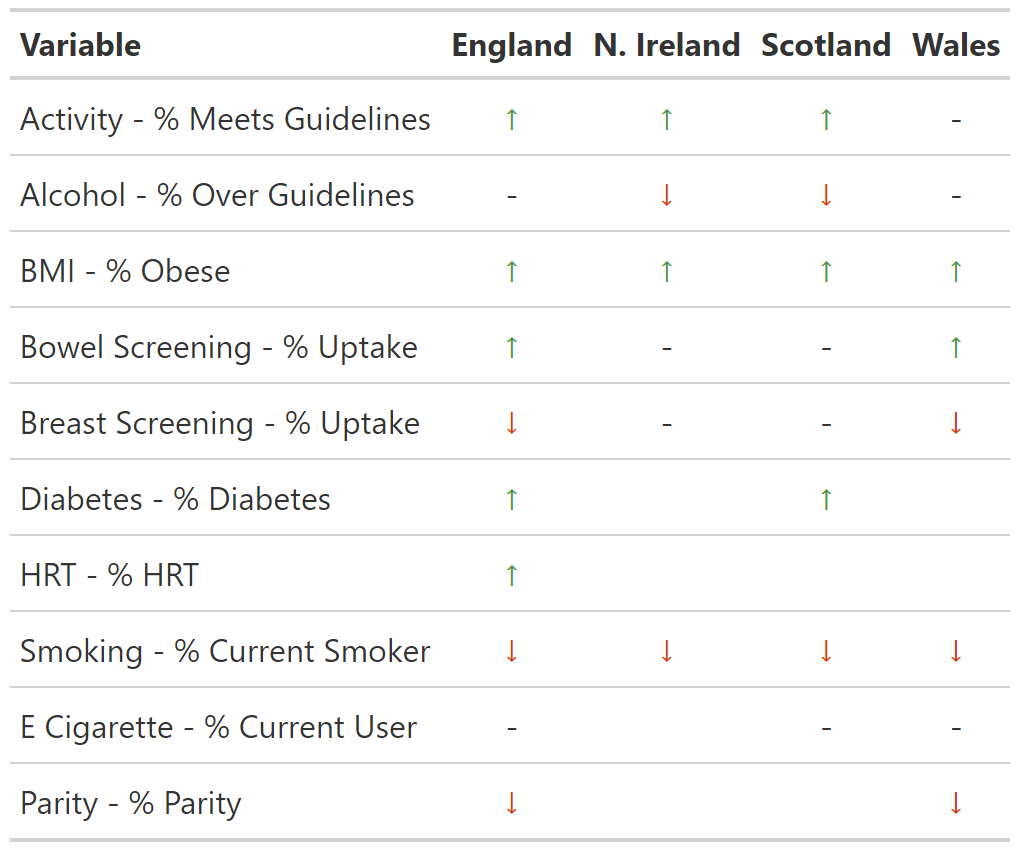 Variable England N. Ireland Scotland Wales
Activity - % Meets Guidelines ↑ ↑ ↑ -
Alcohol - % Over Guidelines - ↓ ↓ -
BMI - % Obese ↑ ↑ ↑ ↑
Bowel Screening - % Uptake ↑ - - ↑
Breast Screening - % Uptake ↓ - - ↓
Diabetes - % Diabetes ↑ ↑
HRT - % HRT ↑
Smoking - % Current Smoker ↓ ↓ ↓ ↓
E Cigarette - % Current User - - -
Parity - % Parity ↓ ↓